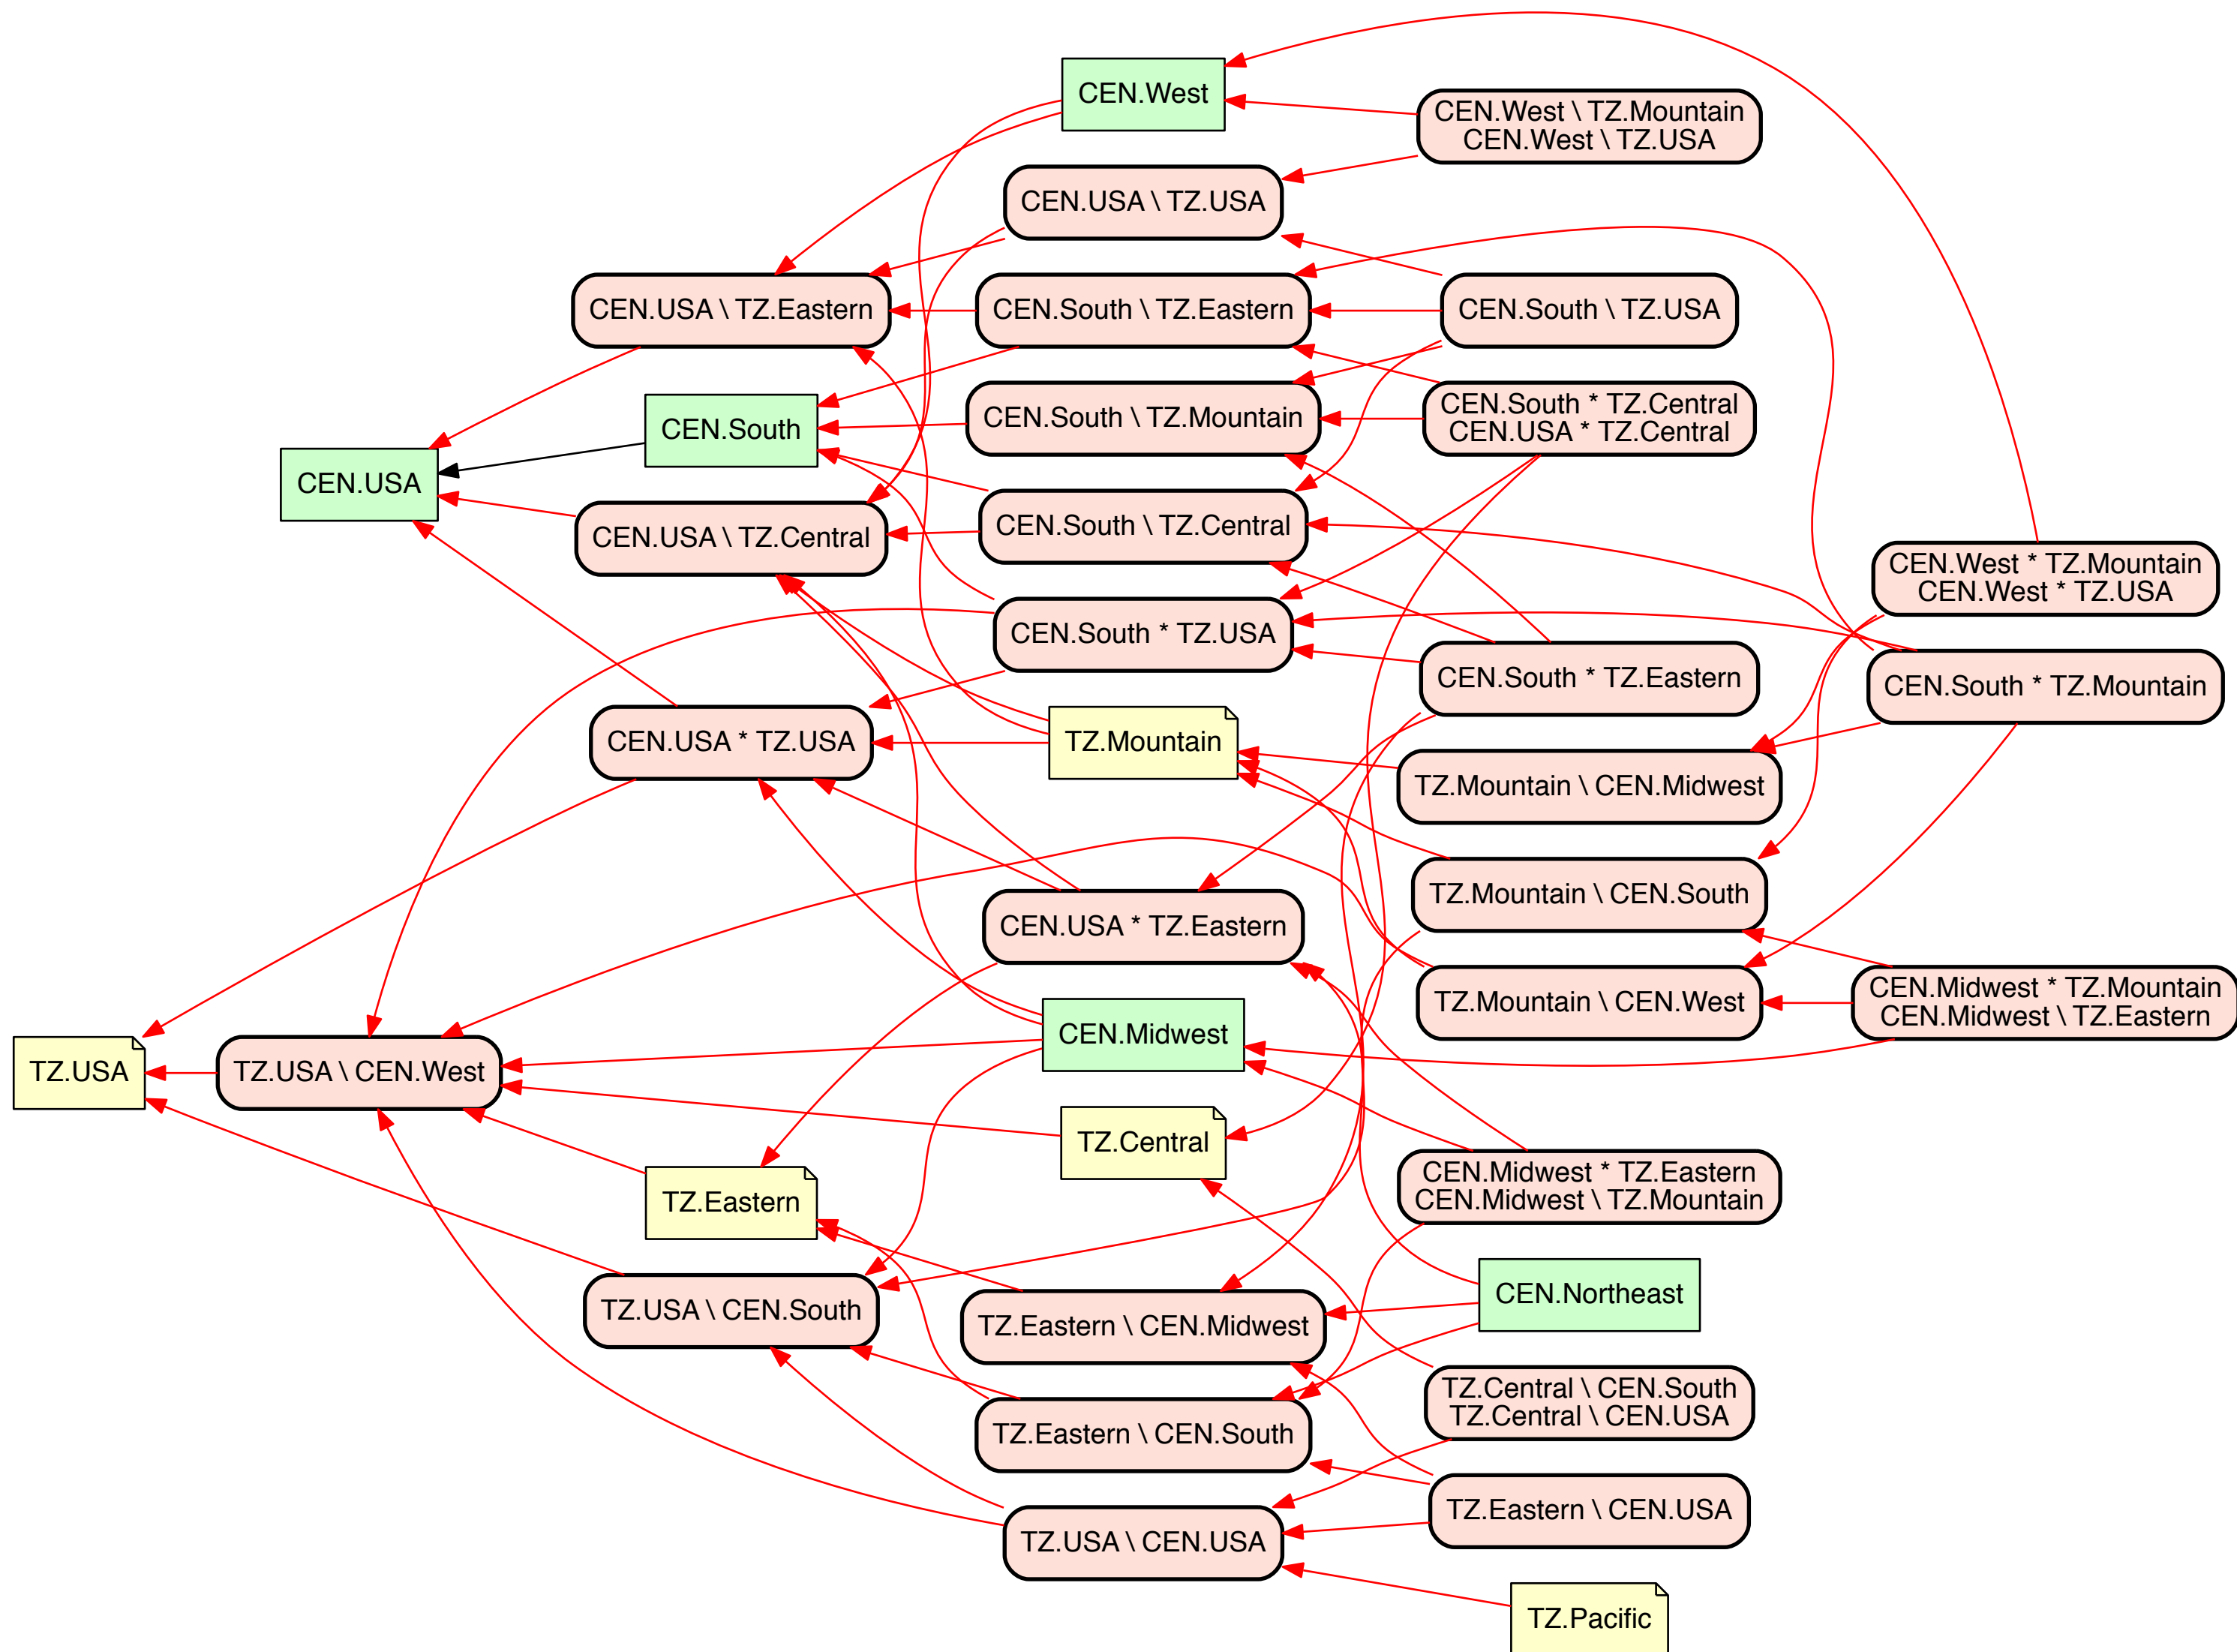 CEN.West
CEN.West \ TZ.Mountain
CEN.West \ TZ.USA
CEN.USA \ TZ.USA
CEN.USA \ TZ.Eastern
CEN.South \ TZ.Eastern
CEN.South \ TZ.USA
CEN.South
CEN.South \ TZ.Mountain
CEN.South * TZ.Central
CEN.USA * TZ.Central
CEN.USA
CEN.USA \ TZ.Central
CEN.South \ TZ.Central
CEN.West * TZ.Mountain
CEN.West * TZ.USA
CEN.South * TZ.USA
CEN.South * TZ.Eastern
CEN.South * TZ.Mountain
CEN.USA * TZ.USA
TZ.Mountain
TZ.Mountain \ CEN.Midwest
TZ.Mountain \ CEN.South
CEN.USA * TZ.Eastern
TZ.Mountain \ CEN.West
CEN.Midwest * TZ.Mountain
CEN.Midwest \ TZ.Eastern
CEN.Midwest
TZ.USA
TZ.USA \ CEN.West
TZ.Central
TZ.Eastern
CEN.Midwest * TZ.Eastern
CEN.Midwest \ TZ.Mountain
TZ.USA \ CEN.South
TZ.Eastern \ CEN.Midwest
CEN.Northeast
TZ.Central \ CEN.South
TZ.Central \ CEN.USA
TZ.Eastern \ CEN.South
TZ.Eastern \ CEN.USA
TZ.USA \ CEN.USA
TZ.Pacific